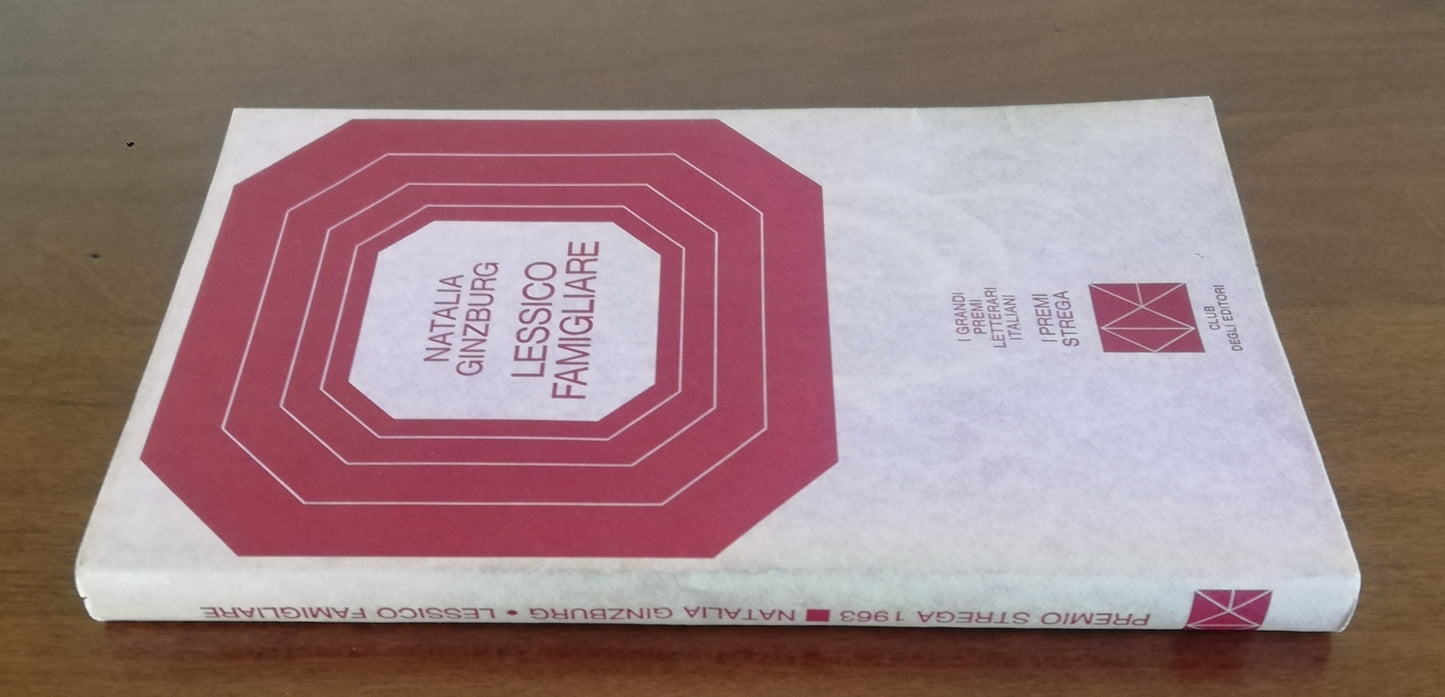 NATALIA
GINZBURG
LESSICO
FAMIGLIARE
I GRANDI
PREMI
LETTERARI
ITALIANI
I PREMI
STREGA
CLUB
DEGLI EDITORI
PREMIO STREGA 1963 ■ NATALIA GINZBURG • LESSICO FAMIGLIARE